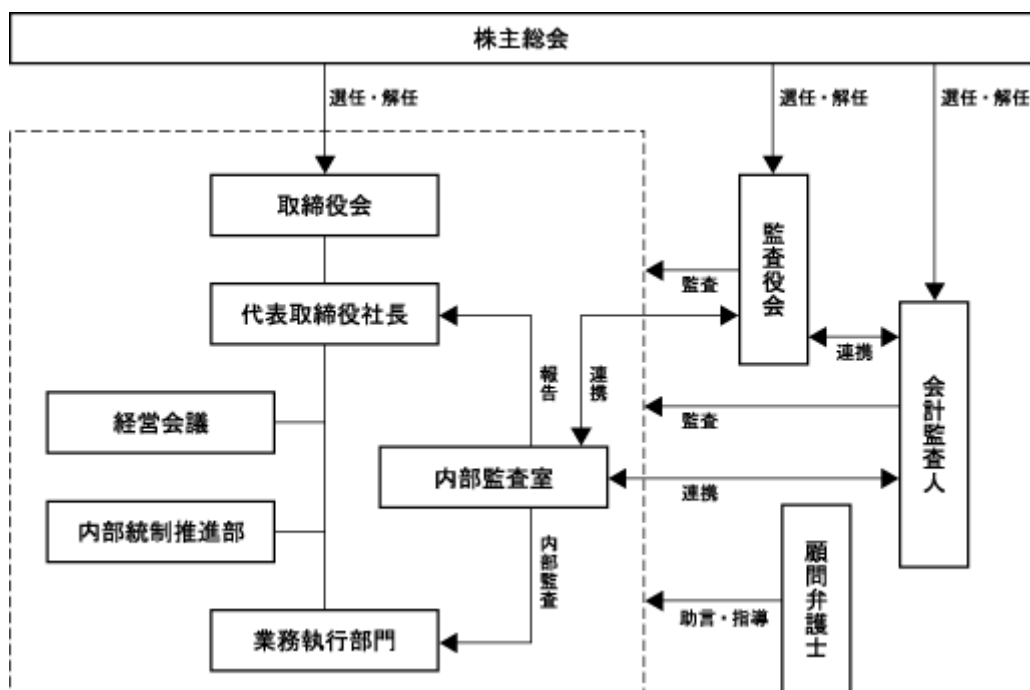 株主総会
選任・解任
選任・解任
選任・解任
取締役会
監査役会
監査
代表取締役社長
会計監査人
連携
報告
連携
経営会議
監査
内部監査室
連携
内部統制推進部
顧問弁護士
内部監査
助言・指導
業務執行部門